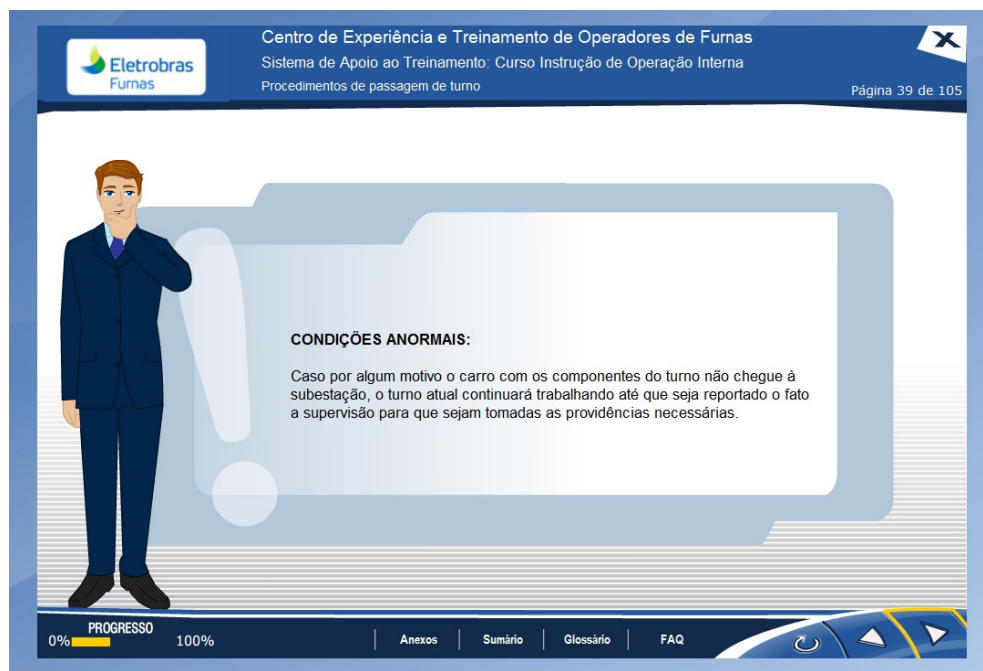 Eletrobras
Furnas
Centro de Experiência e Treinamento de Operadores de Furnas
Sistema de Apoio ao Treinamento: Curso Instrução de Operação Interna
Procedimentos de passagem de turno
X
Página 39 de 105
CONDIÇÕES ANORMAIS:
Caso por algum motivo o carro com os componentes do turno não chegue à
subestação, o turno atual continuará trabalhando até que seja reportado o fato
a supervisão para que sejam tomadas as providências necessárias.
PROGRESSO
0% 100%
Anexos | Sumário | Glossário | FAQ